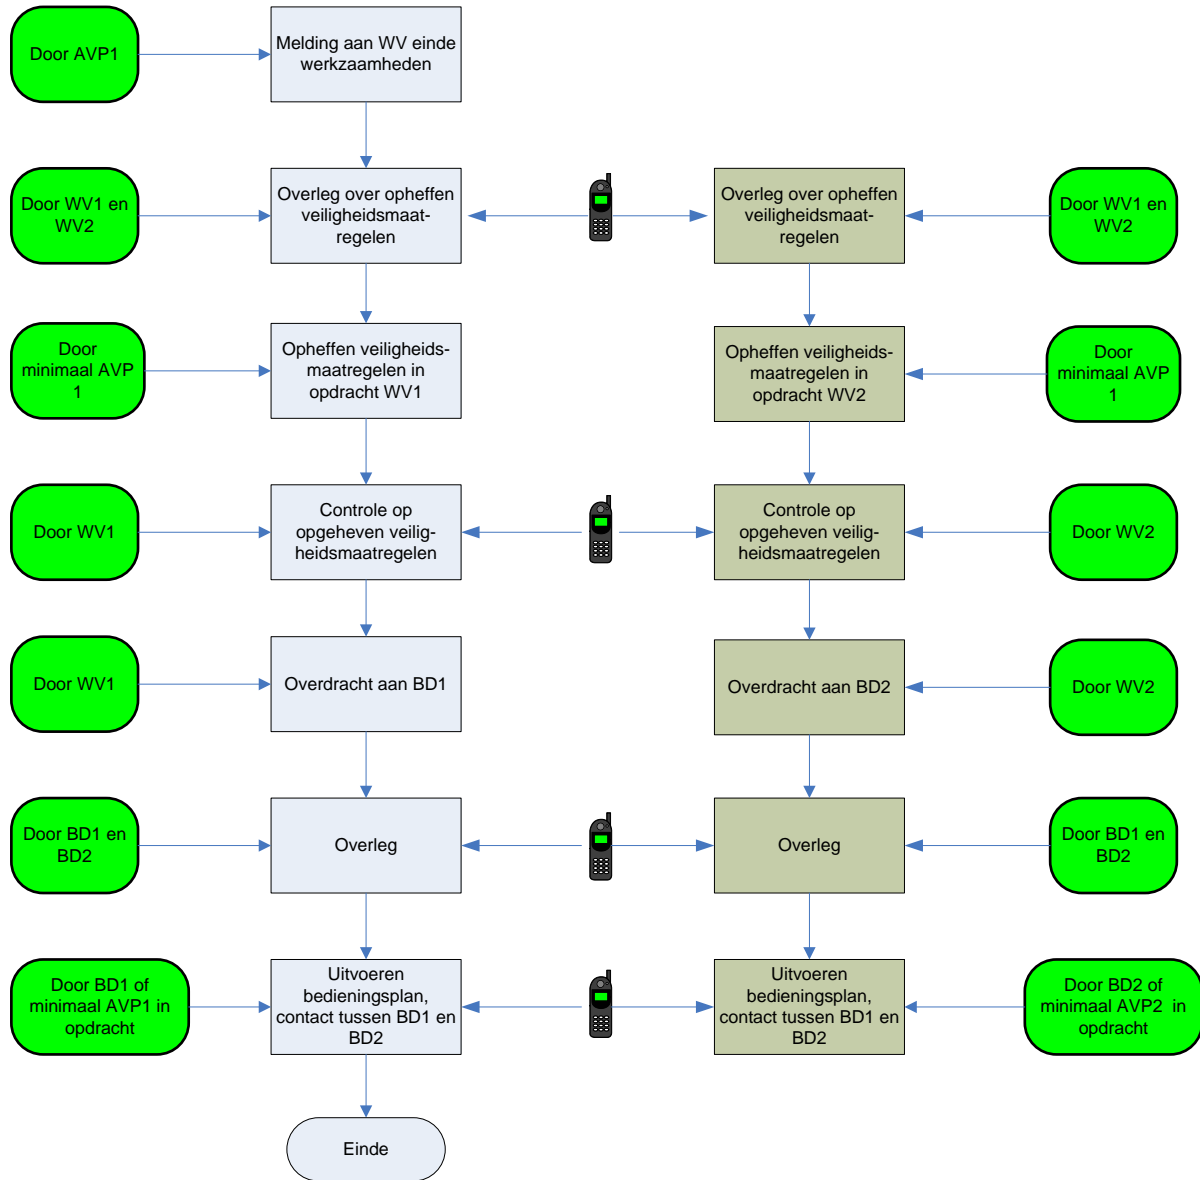 Door AVP1
Melding aan WV einde
werkzaamheden
Door WV1 en
WV2
Overleg over opheffen
veiligheidsmaat-
regelen
Overleg over opheffen
veiligheidsmaat-
regelen
Door WV1 en
WV2
Door
minimaal AVP
1
Opheffen veiligheids-
maatregelen in
opdracht WV1
Opheffen veiligheids-
maatregelen in
opdracht WV2
Door
minimaal AVP
1
Door WV1
Controle op
opgeheven veilig-
heidsmaatregelen
Controle op
opgeheven veilig-
heidsmaatregelen
Door WV2
Door WV1
Overdracht aan BD1
Overdracht aan BD2
Door WV2
Door BD1 en
BD2
Overleg
Overleg
Door BD1 en
BD2
Door BD1 of
minimaal AVP1 in
opdracht
Uitvoeren
bedieningsplan,
contact tussen BD1 en
BD2
Uitvoeren
bedieningsplan,
contact tussen BD1 en
BD2
Door BD2 of
minimaal AVP2  in
opdracht
Einde